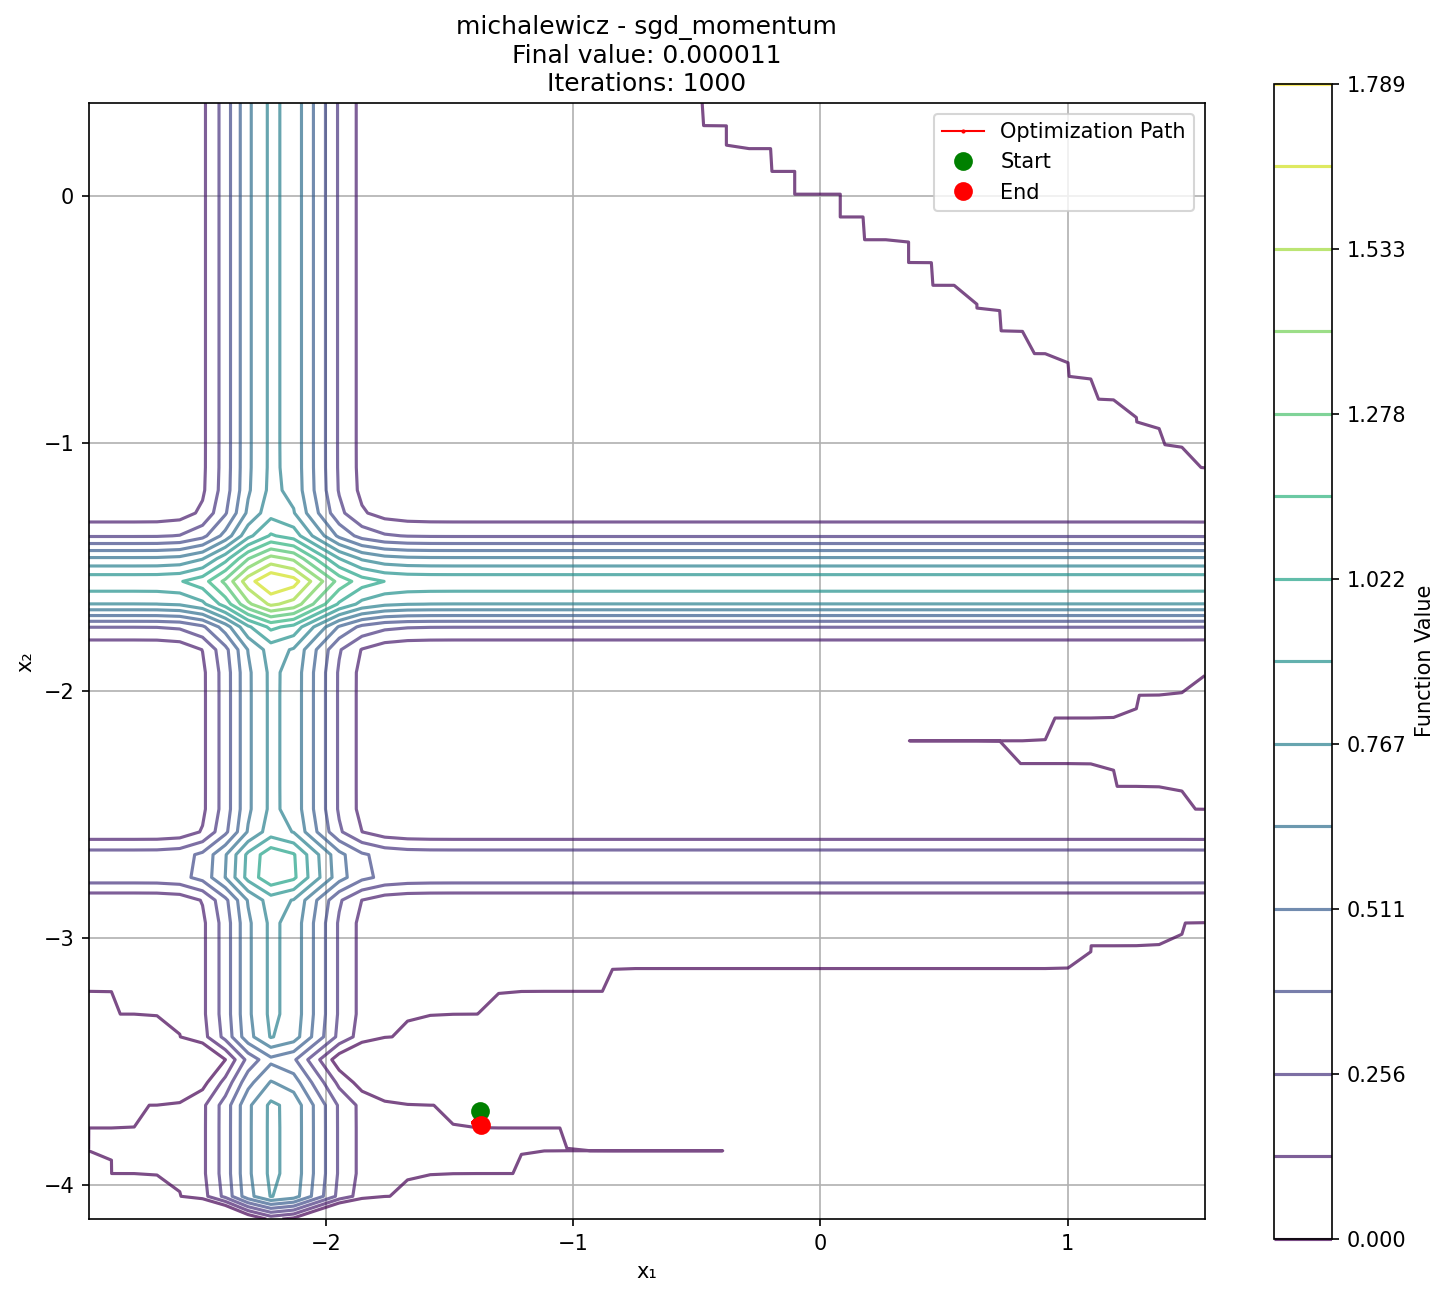 michalewicz - sgd_momentum
Final value: 0.000011
Iterations: 1000
Optimization Path
Start
End
0
−1
−2
−3
−4
x₂
−2
−1
0
1
x₁
1.789
1.533
1.278
1.022
0.767
0.511
0.256
0.000
Function Value